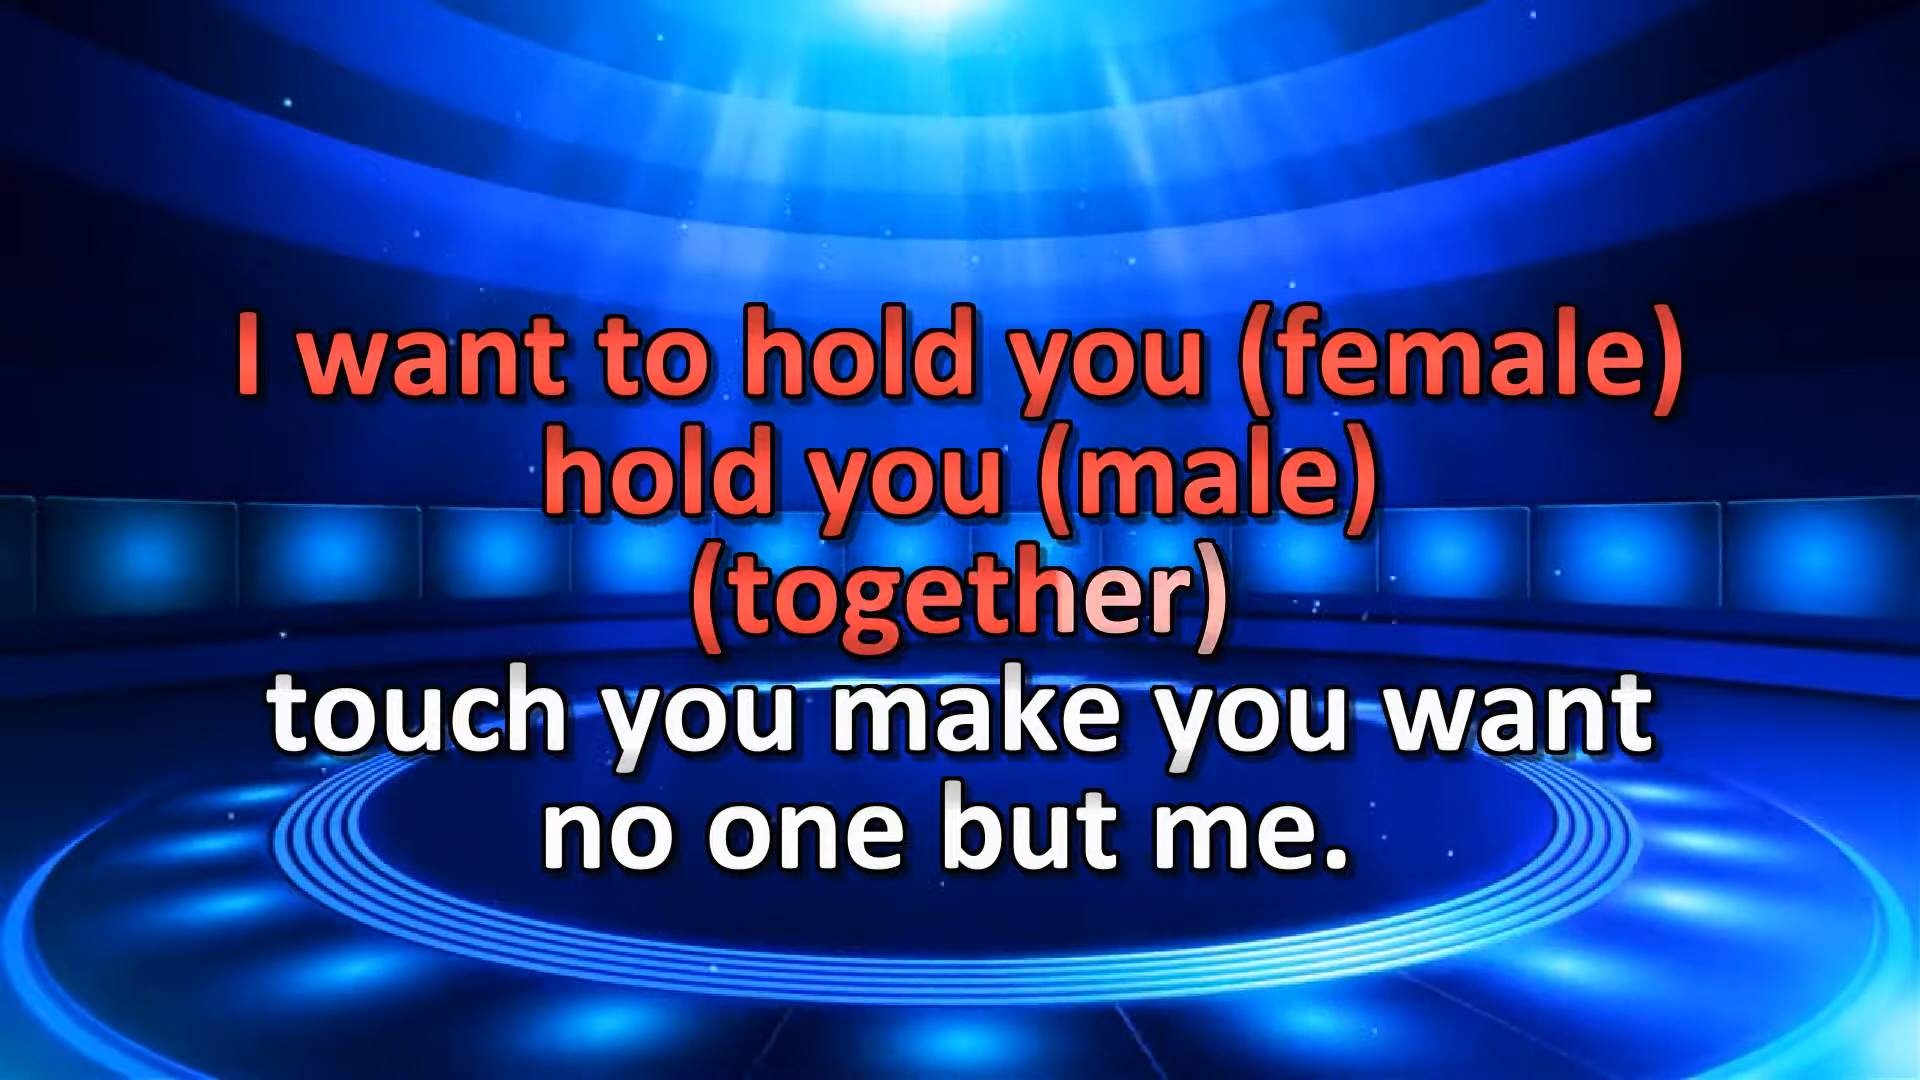 I want to hold you (female)
hold you (male)
(together)
touch you make you want
no one but me.